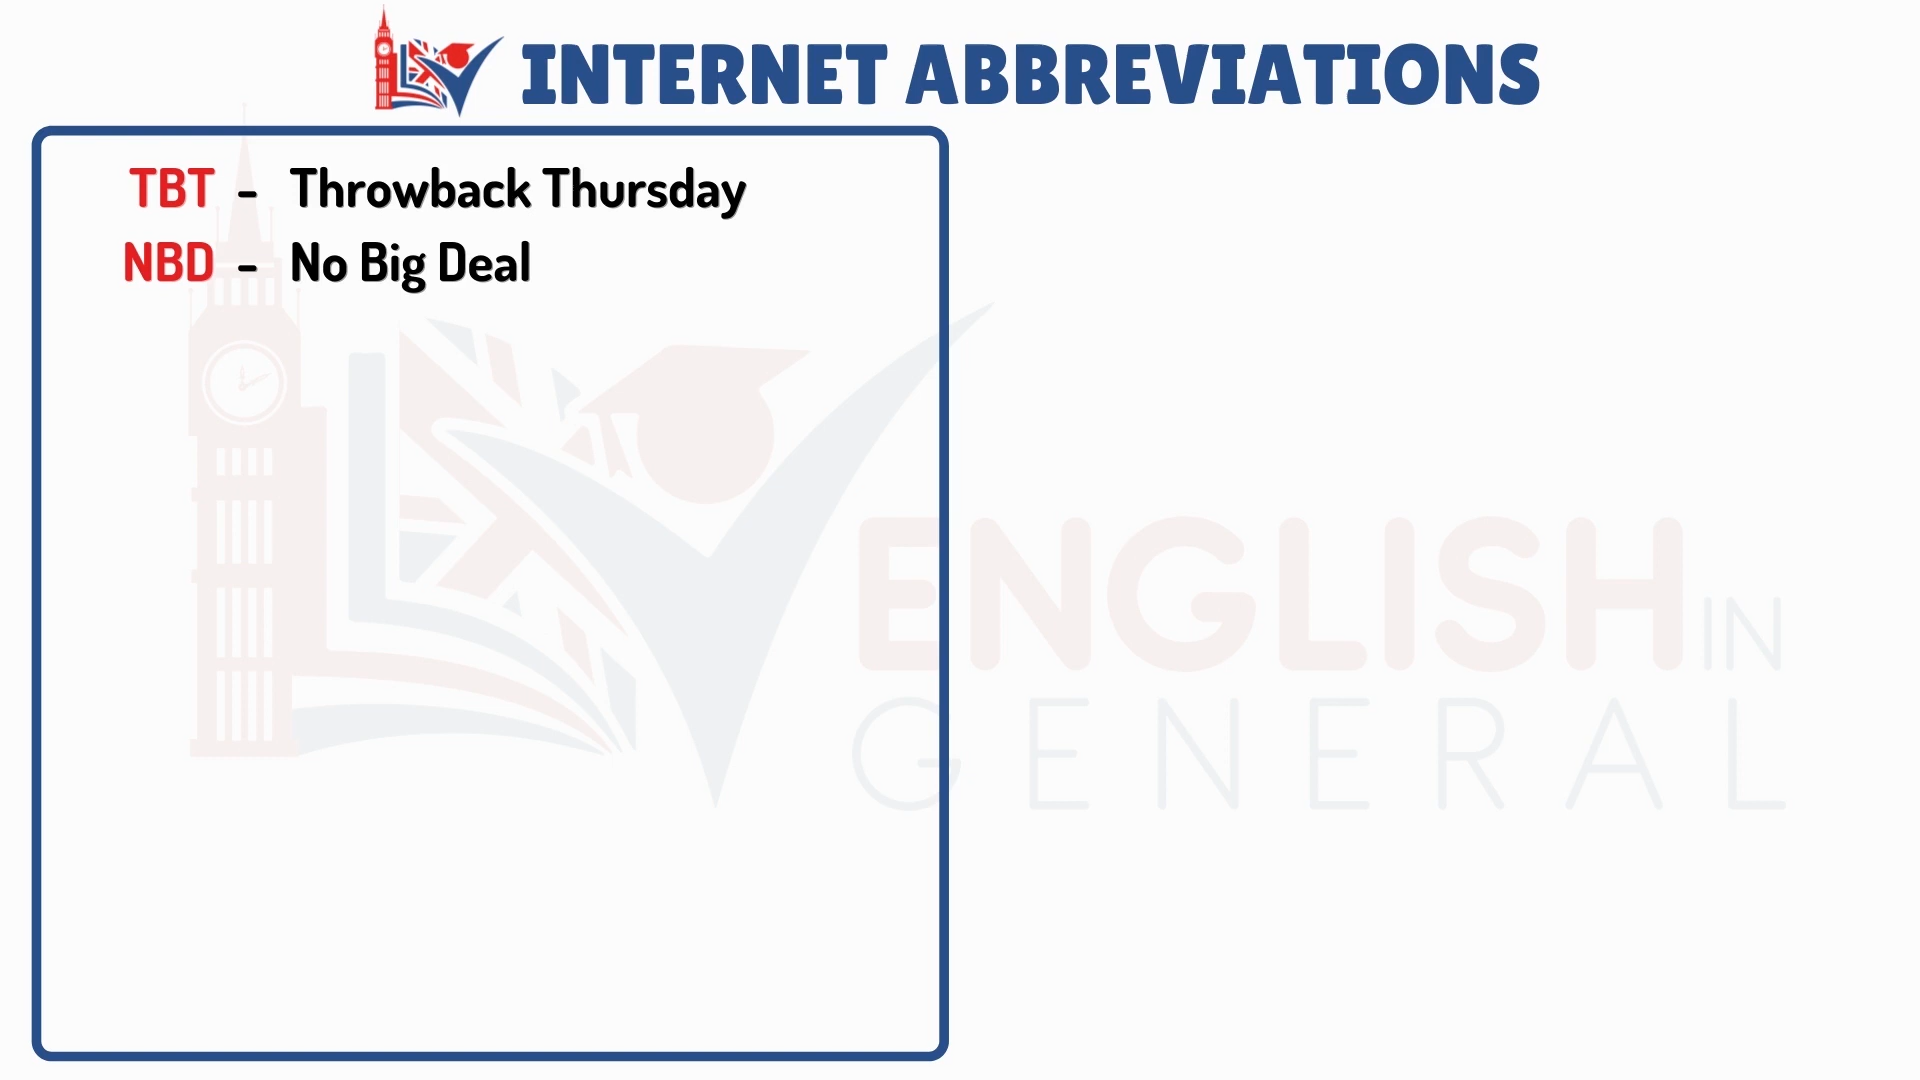 INTERNET ABBREVIATIONS
TBT - Throwback Thursday
NBD - No Big Deal
ENGLISH IN
GENERAL